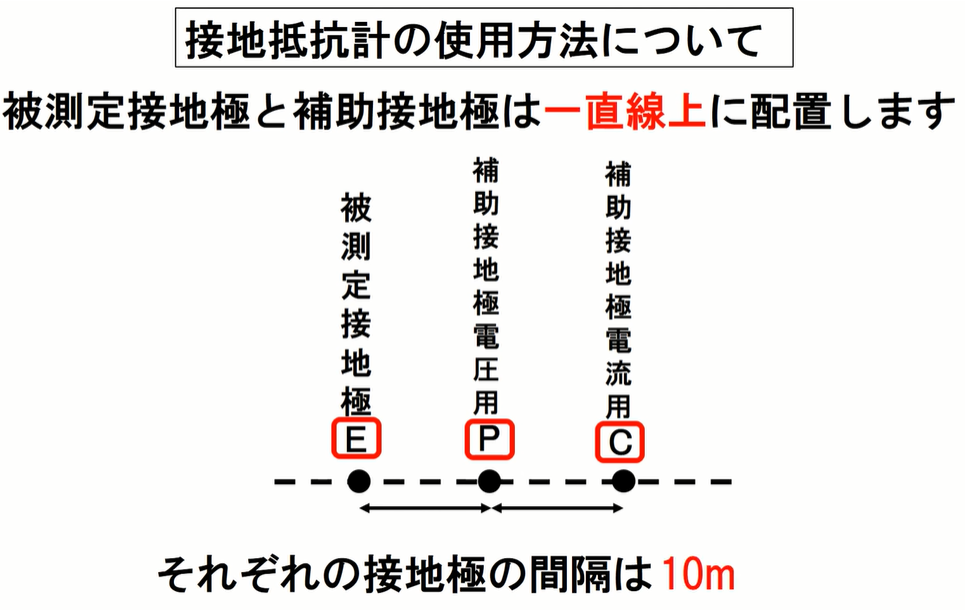 接地抵抗計の使用方法について
被測定接地極と補助接地極は一直線上に配置します
被測定接地極
補助接地極電圧用
補助接地極電流用
E
P
C
それぞれの接地極の間隔は10m